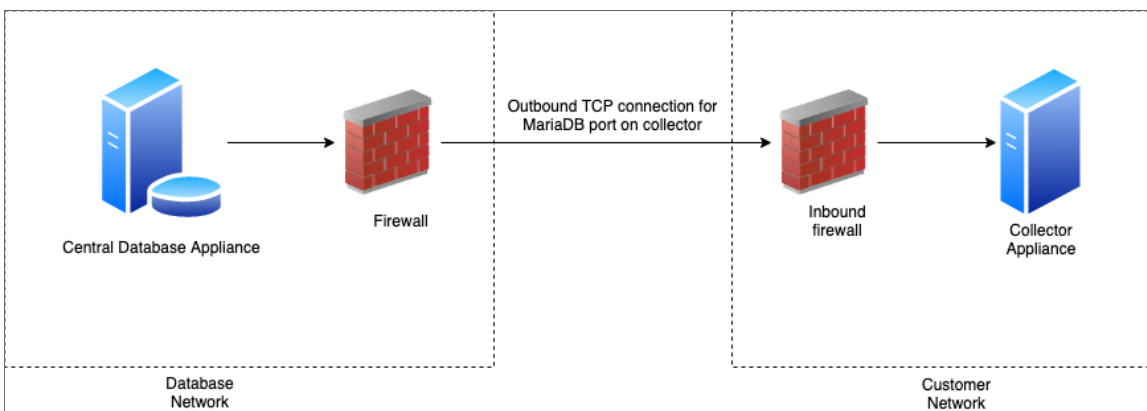 Outbound TCP connection for
MariaDB port on collector
Central Database Appliance
Firewall
Inbound
firewall
Collector
Appliance
Database
Network
Customer
Network